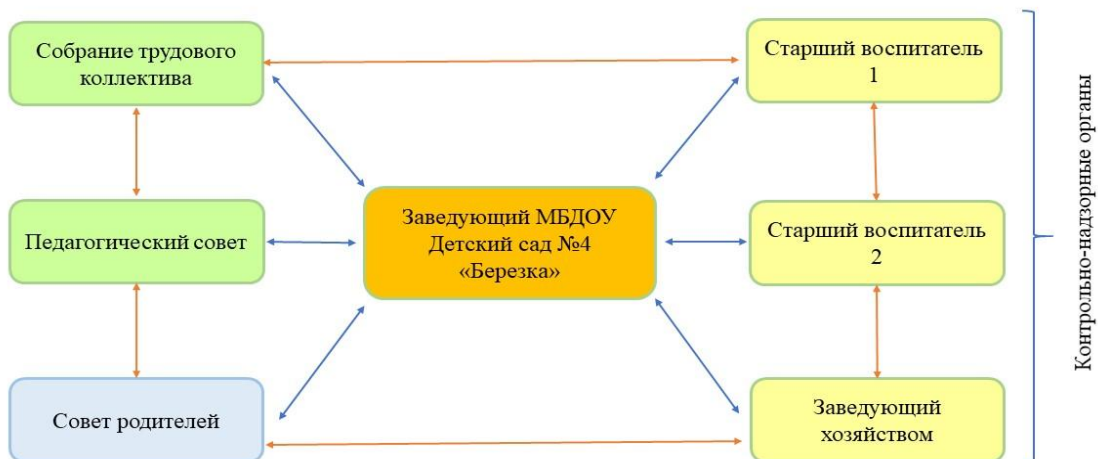 Собрание трудового
коллектива
Старший воспитатель
1
Заведующий МБДОУ
Детский сад №4
«Березка»
Педагогический совет
Старший воспитатель
2
Совет родителей
Заведующий
хозяйством
Контрольно-надзорные органы